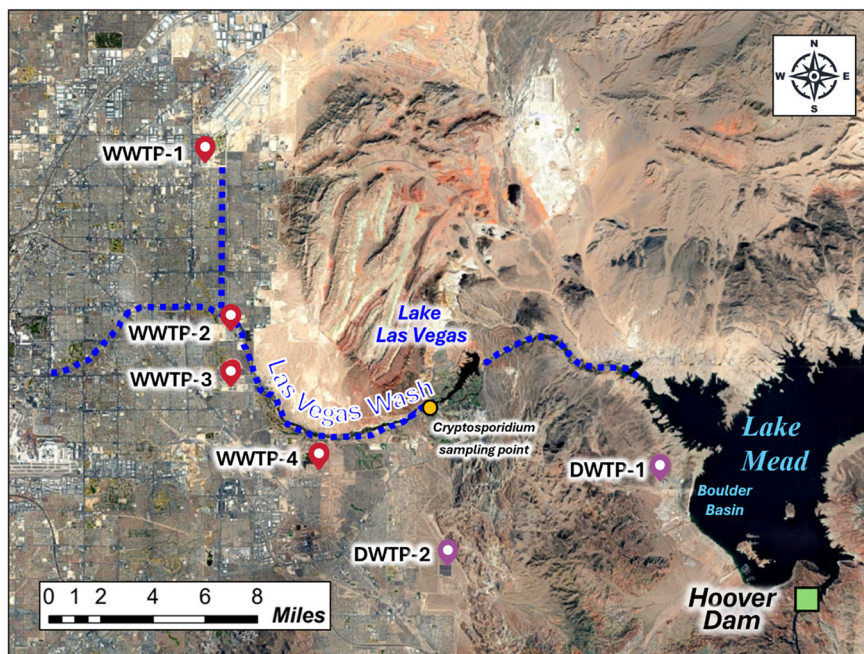 N
W E
S
WWTP-1
Lake
Las Vegas
WWTP-2
WWTP-3
Las Vegas Wash
Cryptosporidium
sampling point
WWTP-4
Lake
Mead
DWTP-1
Boulder
Basin
DWTP-2
0 1 2 4 6 8
Miles
Hoover
Dam